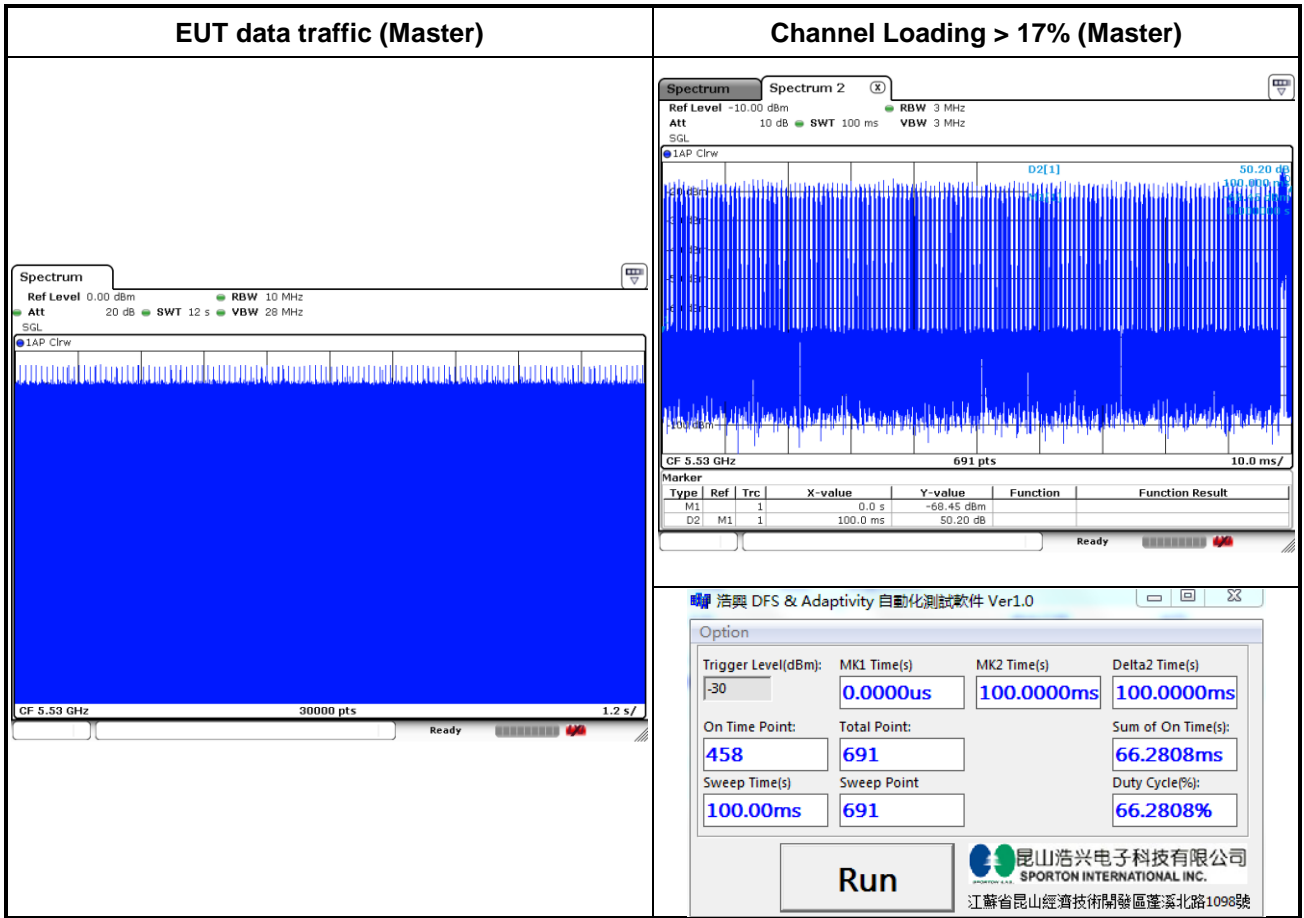 EUT data traffic (Master)
Channel Loading > 17% (Master)
Spectrum
Ref Level 0.00 dBm RBW 10 MHz
Att 20 dB SWT 12 s VBW 28 MHz
SGL
1AP Clrw
CF 5.53 GHz 30000 pts 1.2 s/
Ready
Spectrum Spectrum 2 X
Ref Level -10.00 dBm RBW 3 MHz
Att 10 dB SWT 100 ms VBW 3 MHz
SGL
1AP Clrw
D2[1] 50.20 dB
CF 5.53 GHz 691 pts 10.0 ms/
Marker
Type Ref Trc X-value Y-value Function Function Result
M1 1 0.0 s -68.45 dBm
D2 M1 1 100.0 ms 50.20 dB
Ready
浩興 DFS & Adaptivity 自動化測試軟件 Ver1.0
Option
Trigger Level(dBm): MK1 Time(s) MK2 Time(s) Delta2 Time(s)
-30 0.0000us 100.0000ms 100.0000ms
On Time Point: Total Point: Sum of On Time(s):
458 691 66.2808ms
Sweep Time(s) Sweep Point Duty Cycle(%):
100.00ms 691 66.2808%
Run
昆山浩兴电子科技有限公司
SPORTON LAB. SPORTON INTERNATIONAL INC.
江蘇省昆山經濟技術開發區蓬溪北路1098號